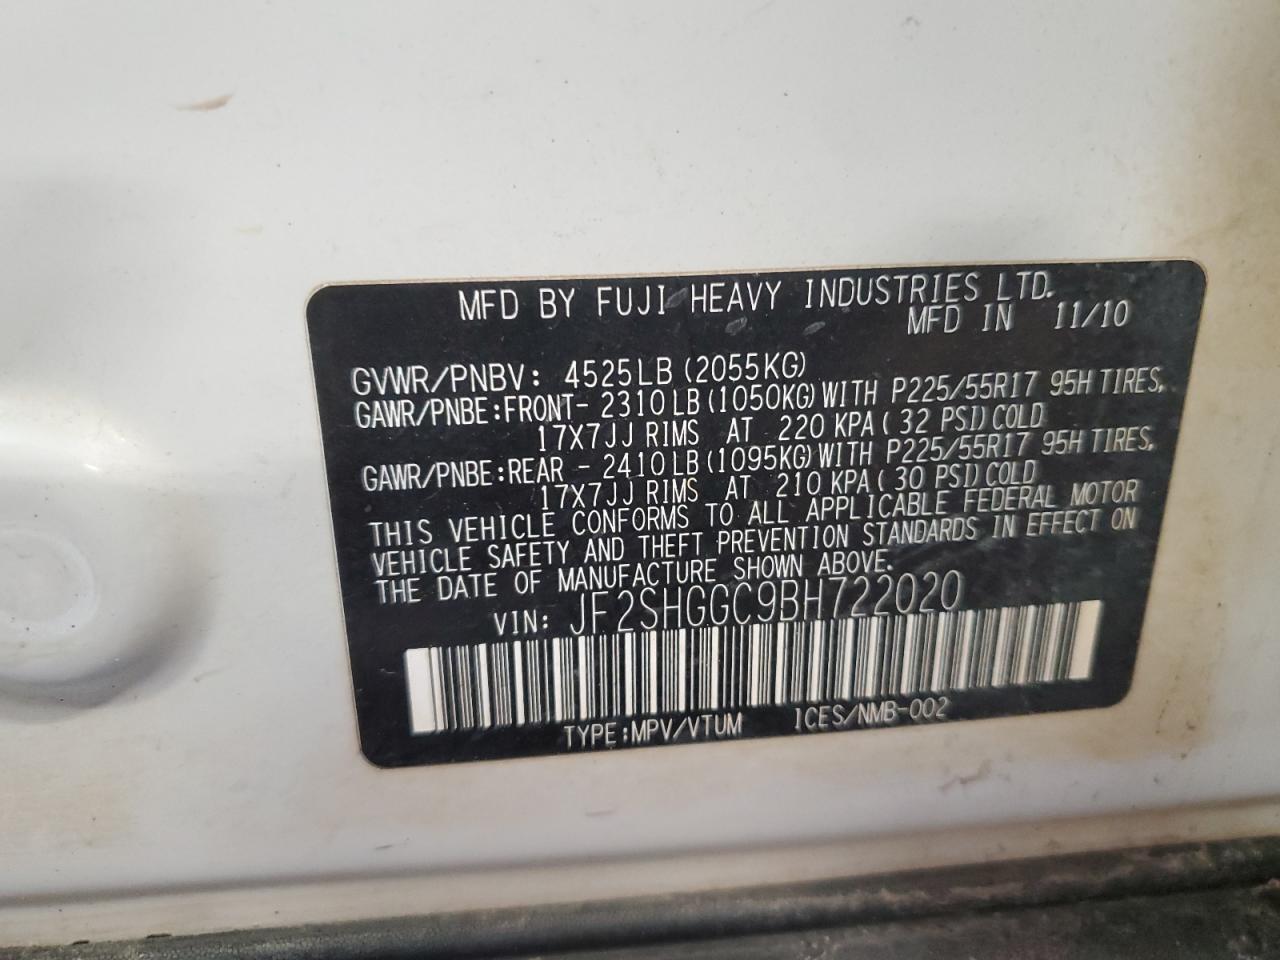 MFD BY FUJI HEAVY INDUSTRIES LTD.
MFD IN 11/10
GVWR/PNBV: 4525LB (2055KG)
GAWR/PNBE:FRONT- 2310LB (1050KG) WITH P225/55R17 95H TIRES,
17X7JJ RIMS AT 220 KPA ( 32 PSI) COLD
GAWR/PNBE:REAR - 2410LB (1095KG) WITH P225/55R17 95H TIRES,
17X7JJ RIMS AT 210 KPA ( 30 PSI) COLD
THIS VEHICLE CONFORMS TO ALL APPLICABLE FEDERAL MOTOR
VEHICLE SAFETY AND THEFT PREVENTION STANDARDS IN EFFECT ON
THE DATE OF MANUFACTURE SHOWN ABOVE.
VIN: JF2SHGGC9BH722020
TYPE:MPV/VTUM ICES/NMB-002